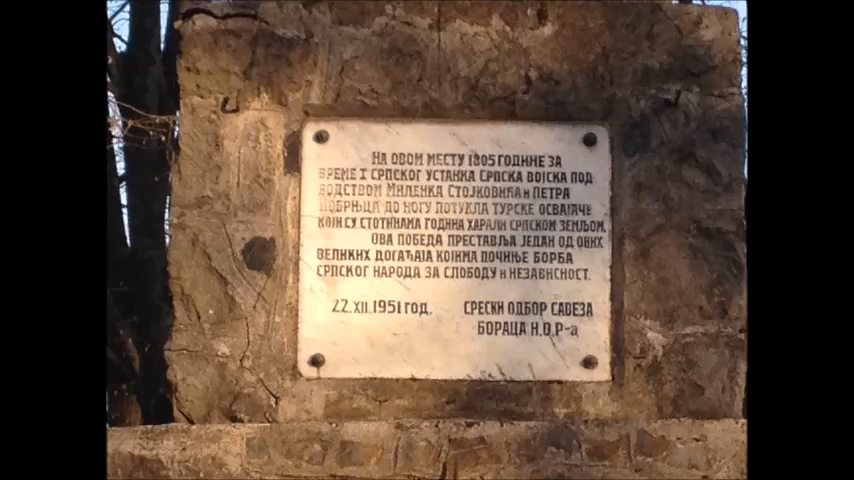 НА ОВОМ МЕСТУ 1805 ГОДИНЕ ЗА
ВРЕМЕ I СРПСКОГ УСТАНКА СРПСКА ВОЈСКА ПОД
ВОДСТВОМ МИЛЕНКА СТОЈКОВИЋА И ПЕТРА
ДОБРЊЦА ДО НОГУ ПОТУКЛА ТУРСКЕ ОСВАЈАЧЕ
КОЈИ СУ СТОТИНАМА ГОДИНА ХАРАЛИ СРПСКОМ ЗЕМЉОМ.
ОВА ПОБЕДА ПРЕСТАВЉА ЈЕДАН ОД ОНИХ
ВЕЛИКИХ ДОГАЂАЈА КОЈИМА ПОЧИЊЕ БОРБА
СРПСКОГ НАРОДА ЗА СЛОБОДУ И НЕЗАВИСНОСТ.
22.XII.1951 ГОД. СРЕСКИ ОДБОР САВЕЗА
БОРАЦА Н.О.Р-а